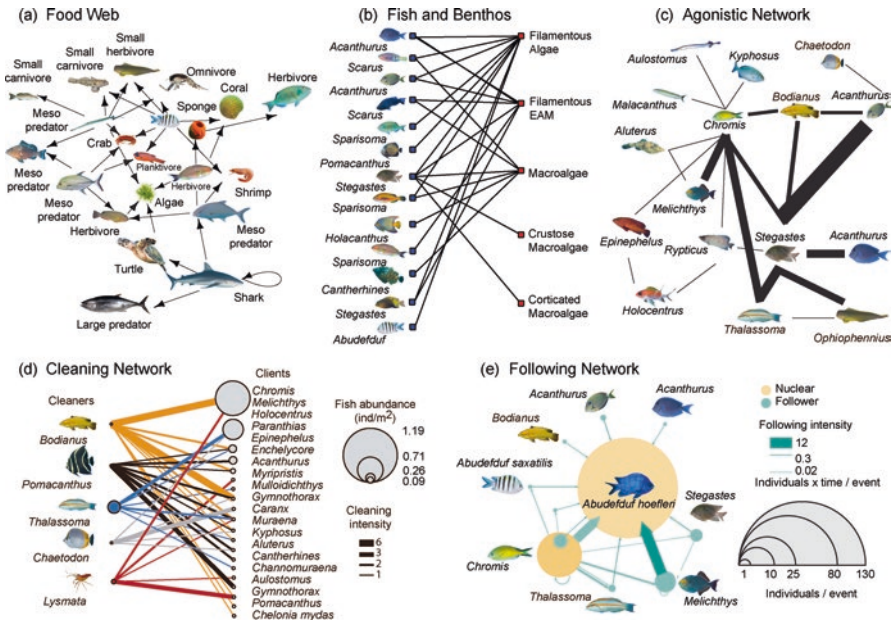 (a) Food Web
Small
carnivore
Small
carnivore
Small
herbivore
Omnivore
Coral
Herbivore
Meso
predator
Sponge
Crab
Planktivore
Meso
predator
Herbivore
Shrimp
Algae
Meso
predator
Herbivore
Meso
predator
Turtle
Shark
Large predator
(b) Fish and Benthos
Acanthurus
Scarus
Acanthurus
Scarus
Sparisoma
Pomacanthus
Stegastes
Sparisoma
Holacanthus
Sparisoma
Cantherhines
Stegastes
Abudefduf
Filamentous
Algae
Filamentous
EAM
Macroalgae
Crustose
Macroalgae
Corticated
Macroalgae
(c) Agonistic Network
Aulostomus
Kyphosus
Chaetodon
Malacanthus
Bodianus
Acanthurus
Chromis
Aluterus
Melichthys
Epinephelus
Rypticus
Stegastes
Acanthurus
Holocentrus
Thalassoma
Ophiophennius
(d) Cleaning Network
Cleaners
Bodianus
Pomacanthus
Thalassoma
Chaetodon
Lysmata
Clients
Chromis
Melichthys
Holocentrus
Paranthias
Epinephelus
Enchelycore
Acanthurus
Myripristis
Mulloidichthys
Gymnothorax
Caranx
Muraena
Kyphosus
Aluterus
Cantherhines
Channomuraena
Aulostomus
Gymnothorax
Pomacanthus
Chelonia mydas
Fish abundance
(ind/m²)
1.19
0.71
0.26
0.09
Cleaning
intensity
6
3
2
1
(e) Following Network
Acanthurus
Acanthurus
Bodianus
Abudefduf saxatilis
Abudefduf hoefleri
Stegastes
Chromis
Thalassoma
Melichthys
Nuclear
Follower
Following intensity
12
0.3
0.02
Individuals x time / event
1 10 25 80 130
Individuals / event